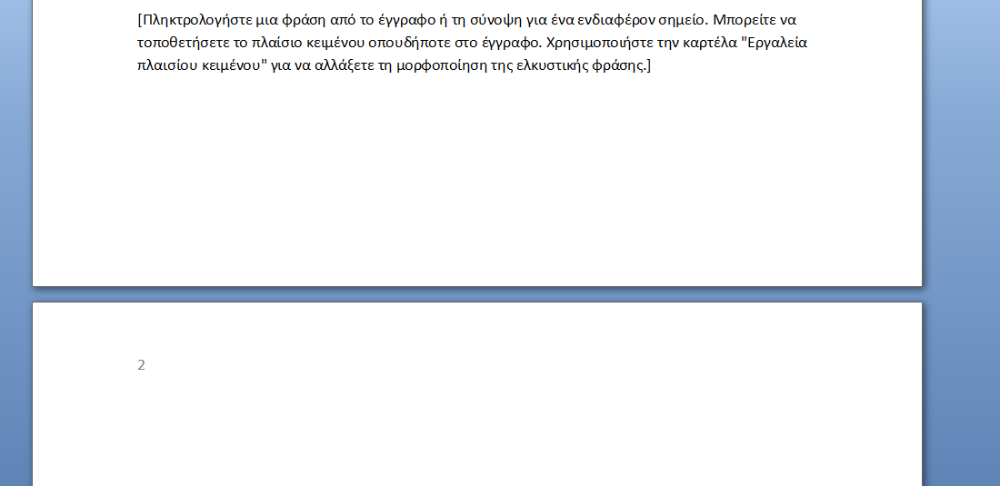 [Πληκτρολογήστε μια φράση από το έγγραφο ή τη σύνοψη για ένα ενδιαφέρον σημείο. Μπορείτε να
τοποθετήσετε το πλαίσιο κειμένου οπουδήποτε στο έγγραφο. Χρησιμοποιήστε την καρτέλα "Εργαλεία
πλαισίου κειμένου" για να αλλάξετε τη μορφοποίηση της ελκυστικής φράσης.]
2